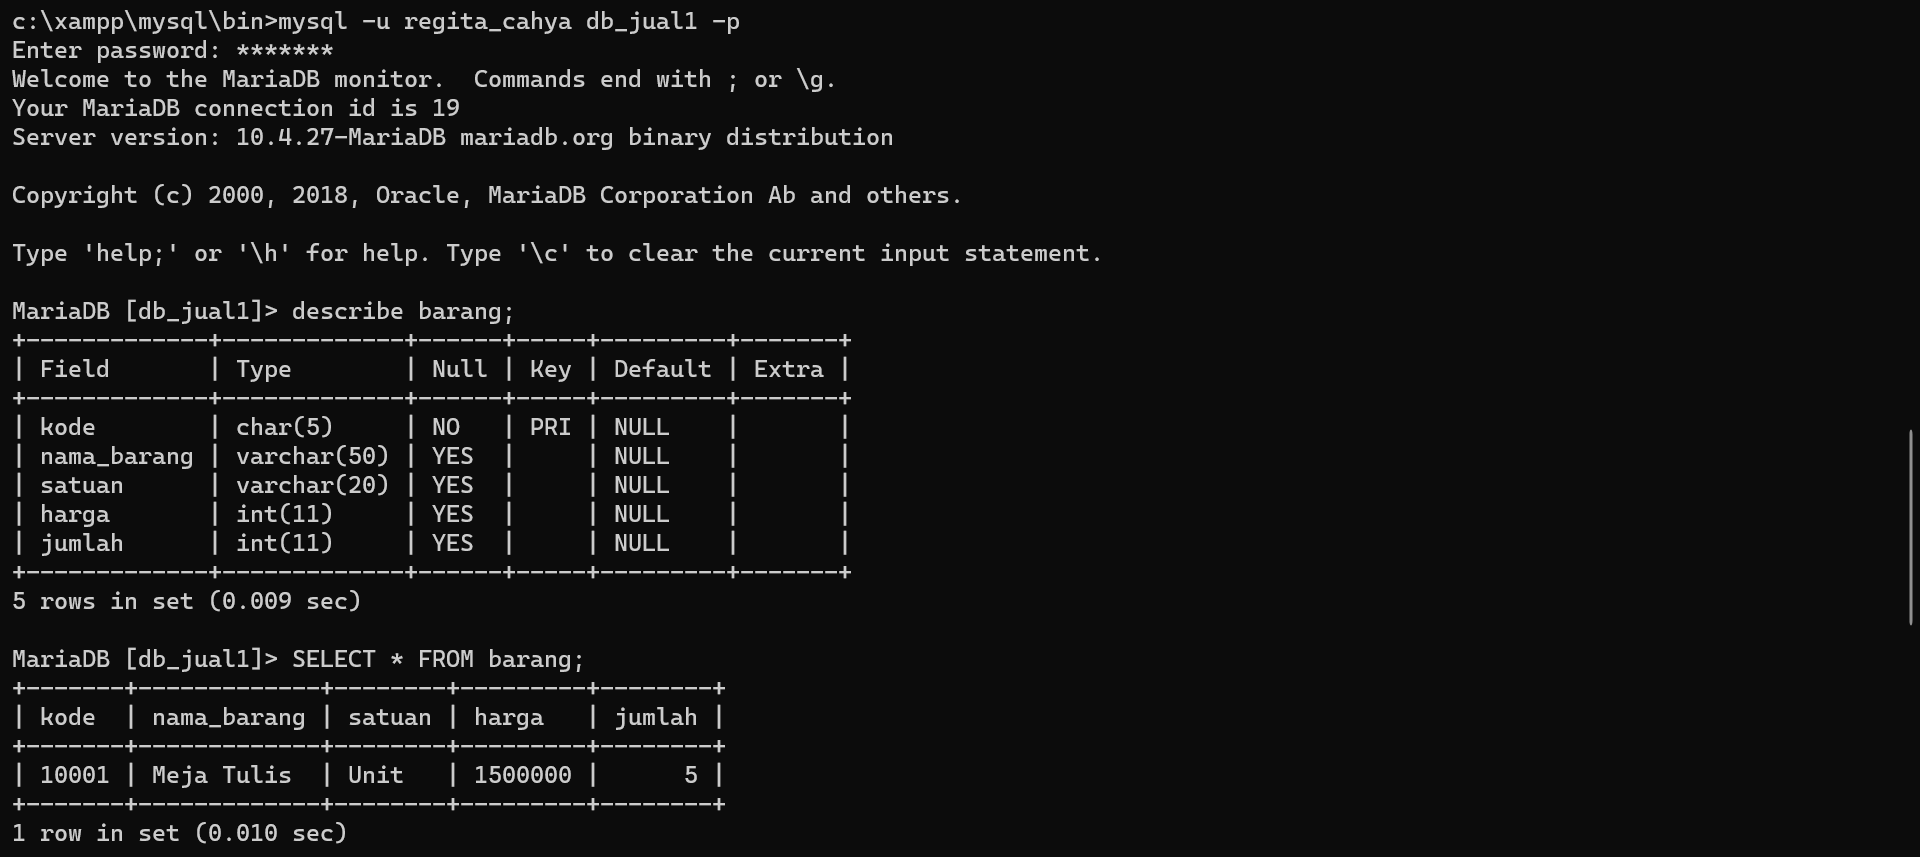 c:\xampp\mysql\bin>mysql -u regita_cahya db_jual1 -p
Enter password: *******
Welcome to the MariaDB monitor.  Commands end with ; or \g.
Your MariaDB connection id is 19
Server version: 10.4.27-MariaDB mariadb.org binary distribution

Copyright (c) 2000, 2018, Oracle, MariaDB Corporation Ab and others.

Type 'help;' or '\h' for help. Type '\c' to clear the current input statement.

MariaDB [db_jual1]> describe barang;
+-------------+-------------+------+-----+---------+-------+
| Field       | Type        | Null | Key | Default | Extra |
+-------------+-------------+------+-----+---------+-------+
| kode        | char(5)     | NO   | PRI | NULL    |       |
| nama_barang | varchar(50) | YES  |     | NULL    |       |
| satuan      | varchar(20) | YES  |     | NULL    |       |
| harga       | int(11)     | YES  |     | NULL    |       |
| jumlah      | int(11)     | YES  |     | NULL    |       |
+-------------+-------------+------+-----+---------+-------+
5 rows in set (0.009 sec)

MariaDB [db_jual1]> SELECT * FROM barang;
+-------+-------------+--------+---------+--------+
| kode  | nama_barang | satuan | harga   | jumlah |
+-------+-------------+--------+---------+--------+
| 10001 | Meja Tulis  | Unit   | 1500000 |      5 |
+-------+-------------+--------+---------+--------+
1 row in set (0.010 sec)